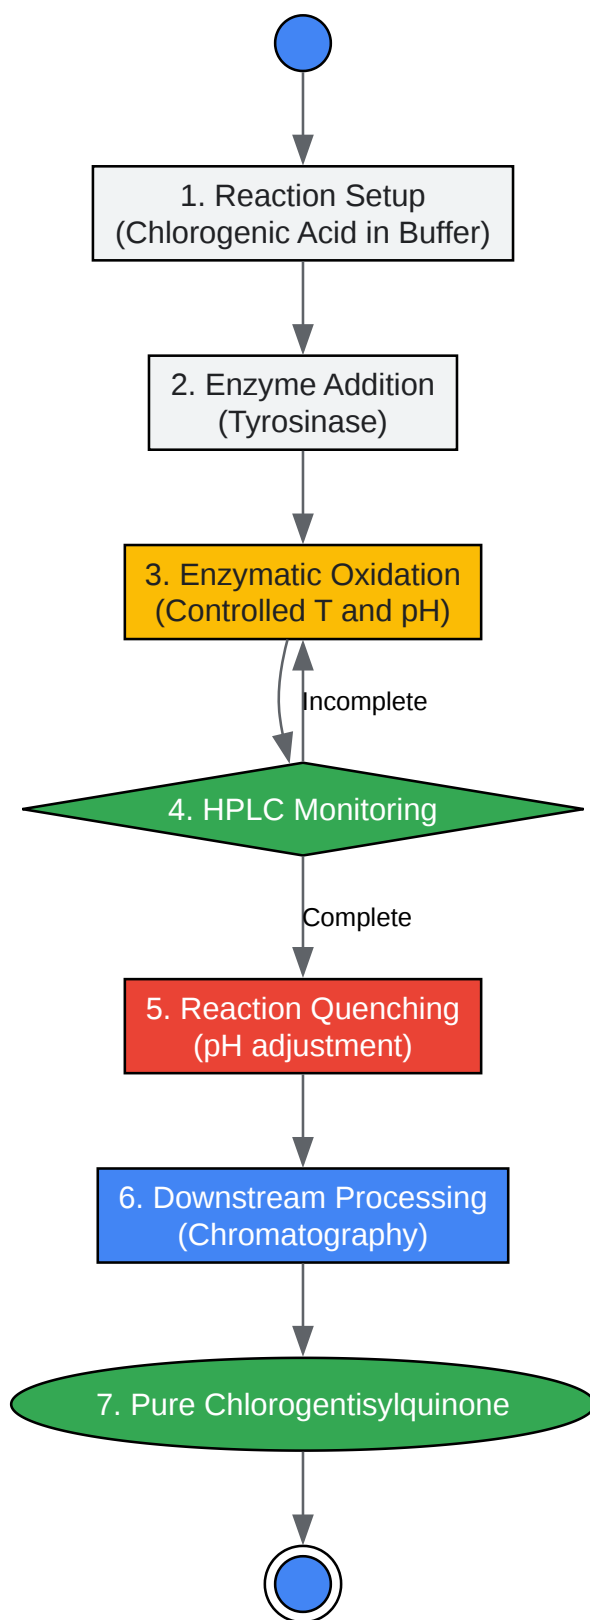 1. Reaction Setup
(Chlorogenic Acid in Buffer)
2. Enzyme Addition
(Tyrosinase)
3. Enzymatic Oxidation
(Controlled T and pH)
Incomplete
4. HPLC Monitoring
Complete
5. Reaction Quenching
(pH adjustment)
6. Downstream Processing
(Chromatography)
7. Pure Chlorogentisylquinone